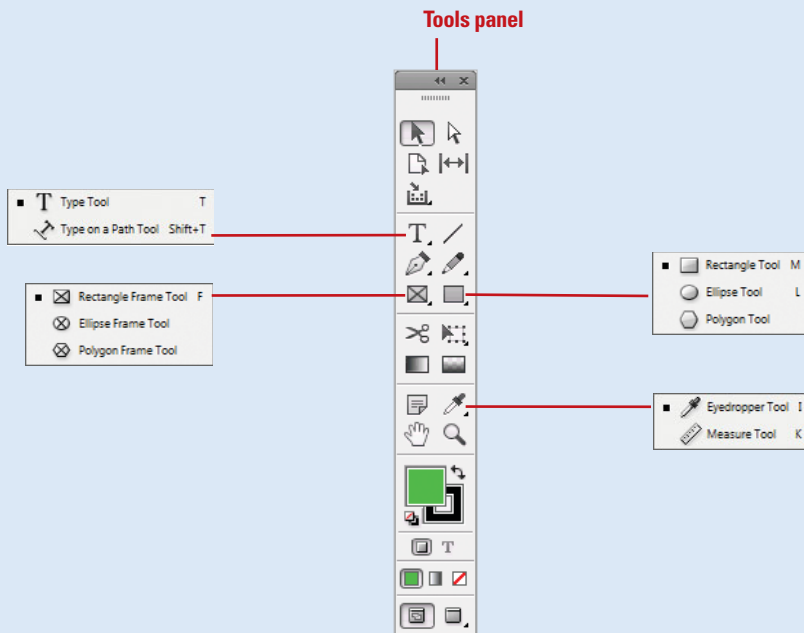 Tools panel
Type Tool T
Type on a Path Tool Shift+T
Rectangle Frame Tool F
Ellipse Frame Tool
Polygon Frame Tool
Rectangle Tool M
Ellipse Tool L
Polygon Tool
Eyedropper Tool I
Measure Tool K
T
T